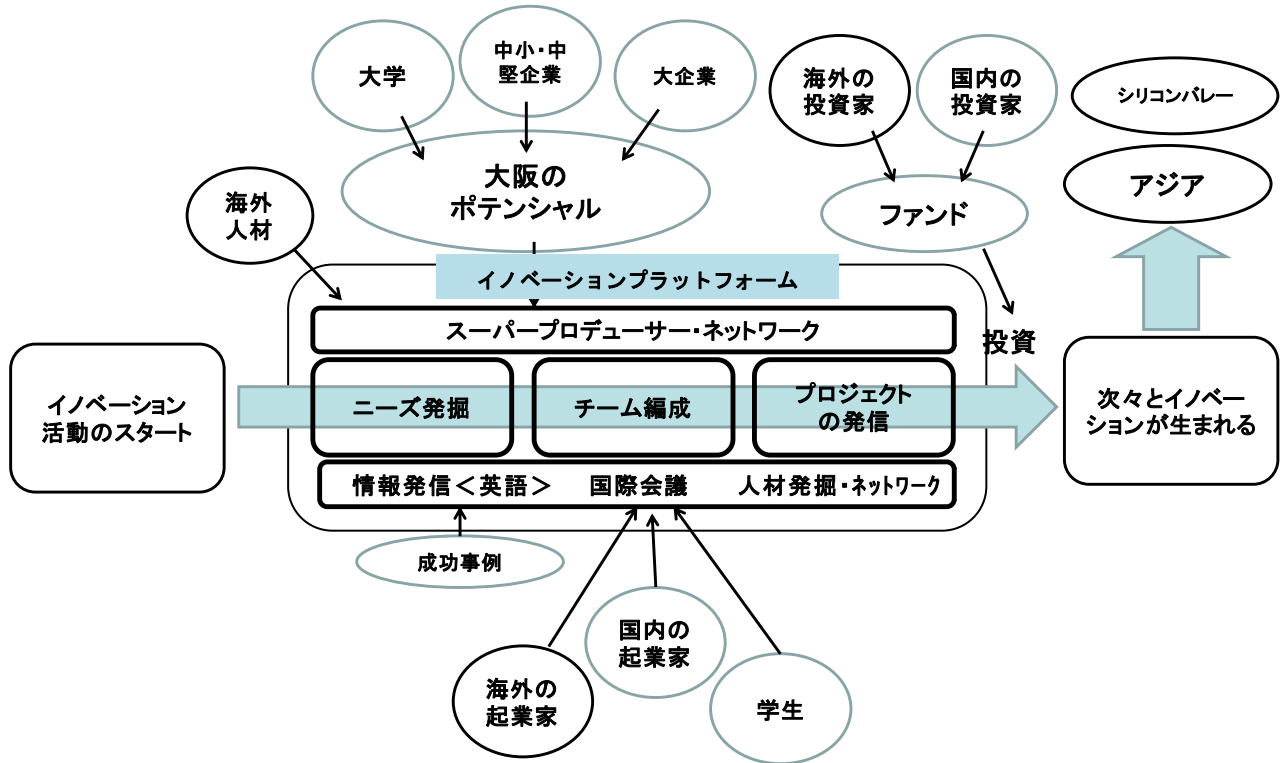 大学
中小・中
堅企業
大企業
海外の
投資家
国内の
投資家
シリコンバレー
アジア
大阪の
ポテンシャル
ファンド
海外
人材
イノベーションプラットフォーム
スーパープロデューサー・ネットワーク
投資
イノベーション
活動のスタート
ニーズ発掘
チーム編成
プロジェクト
の発信
次々とイノベー
ションが生まれる
情報発信＜英語＞　国際会議　人材発掘・ネットワーク
成功事例
国内の
起業家
海外の
起業家
学生